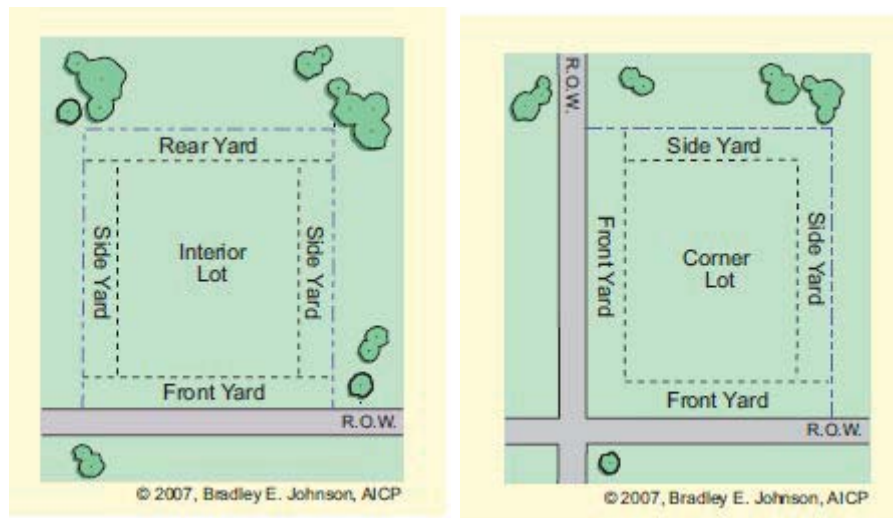 Rear Yard
Side Yard
Interior
Lot
Side Yard
Front Yard
R.O.W.
© 2007, Bradley E. Johnson, AICP
R.O.W.
Side Yard
Front Yard
Corner
Lot
Side Yard
Front Yard
R.O.W.
© 2007, Bradley E. Johnson, AICP